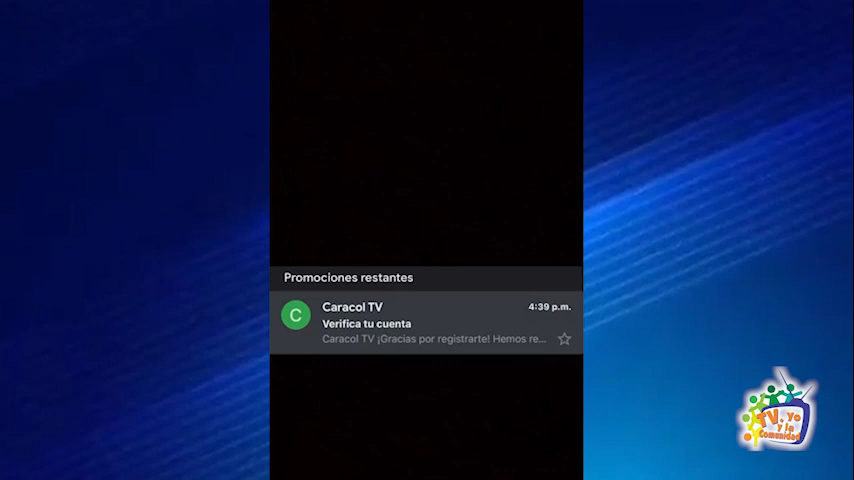 Promociones restantes
C
Caracol TV
4:39 p.m.
Verifica tu cuenta
Caracol TV ¡Gracias por registrarte! Hemos re...
TV, yo
y la
Comunidad